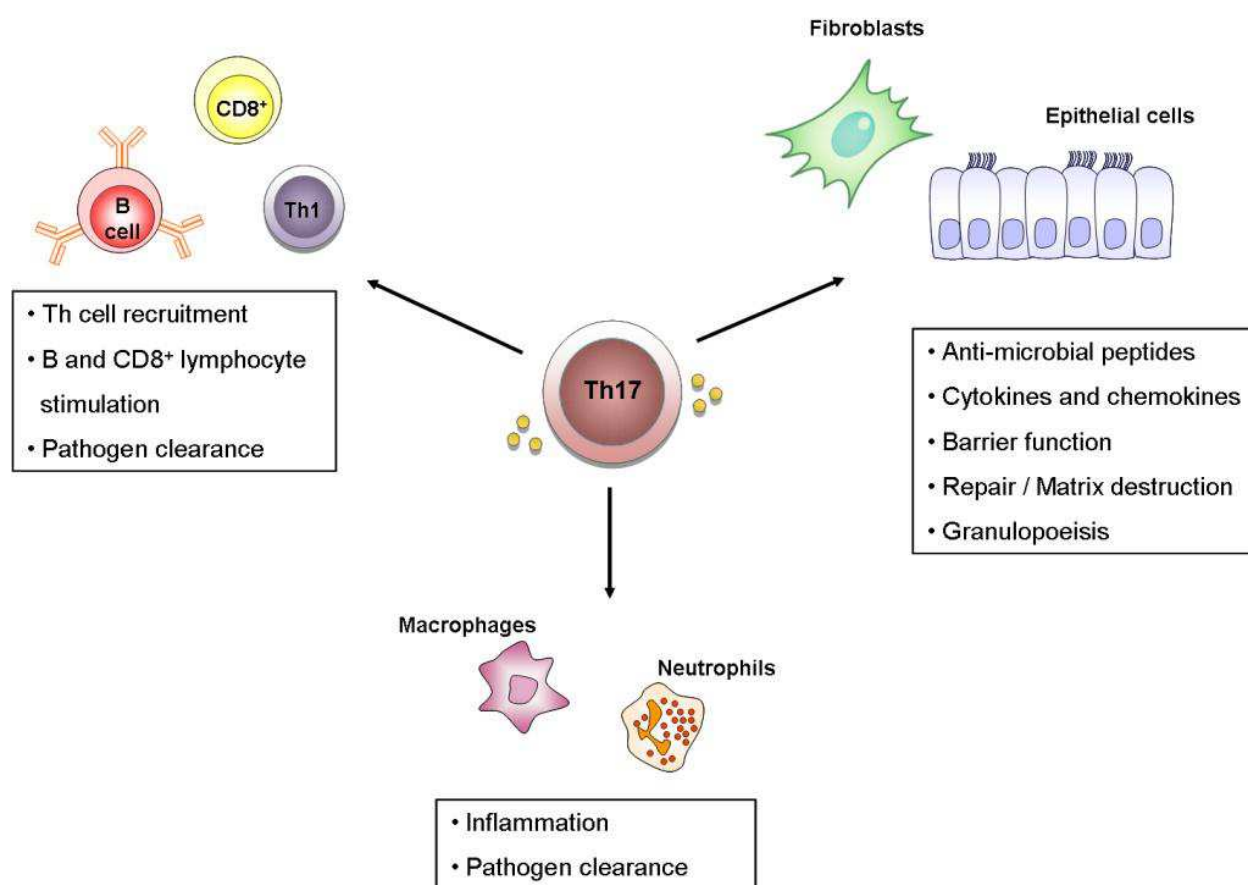 Fibroblasts
CD8⁺
Epithelial cells
B
cell
Th1
• Th cell recruitment
• B and CD8⁺ lymphocyte
stimulation
• Pathogen clearance
Th17
• Anti-microbial peptides
• Cytokines and chemokines
• Barrier function
• Repair / Matrix destruction
• Granulopoeisis
Macrophages
Neutrophils
• Inflammation
• Pathogen clearance